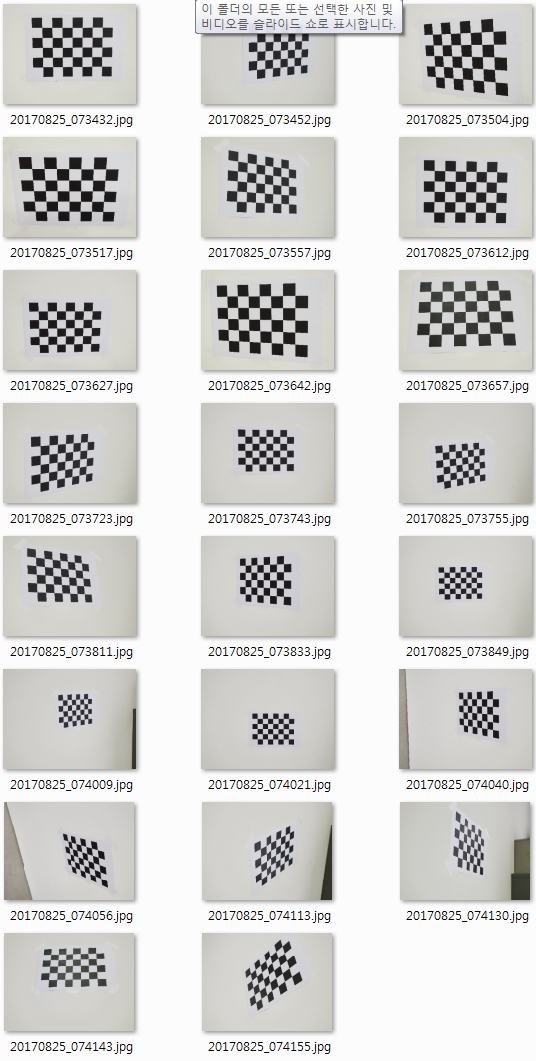 이 폴더의 모든 또는 선택한 사진 및
비디오를 슬라이드 쇼로 표시합니다.
20170825_073432.jpg
20170825_073452.jpg
20170825_073504.jpg
20170825_073517.jpg
20170825_073557.jpg
20170825_073612.jpg
20170825_073627.jpg
20170825_073642.jpg
20170825_073657.jpg
20170825_073723.jpg
20170825_073743.jpg
20170825_073755.jpg
20170825_073811.jpg
20170825_073833.jpg
20170825_073849.jpg
20170825_074009.jpg
20170825_074021.jpg
20170825_074040.jpg
20170825_074056.jpg
20170825_074113.jpg
20170825_074130.jpg
20170825_074143.jpg
20170825_074155.jpg